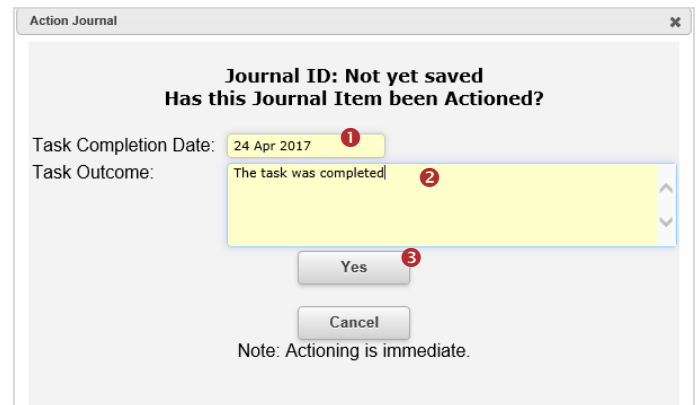 Action Journal
Journal ID: Not yet saved
Has this Journal Item been Actioned?
Task Completion Date: 24 Apr 2017 1
Task Outcome: The task was completed 2
Yes 3
Cancel
Note: Actioning is immediate.